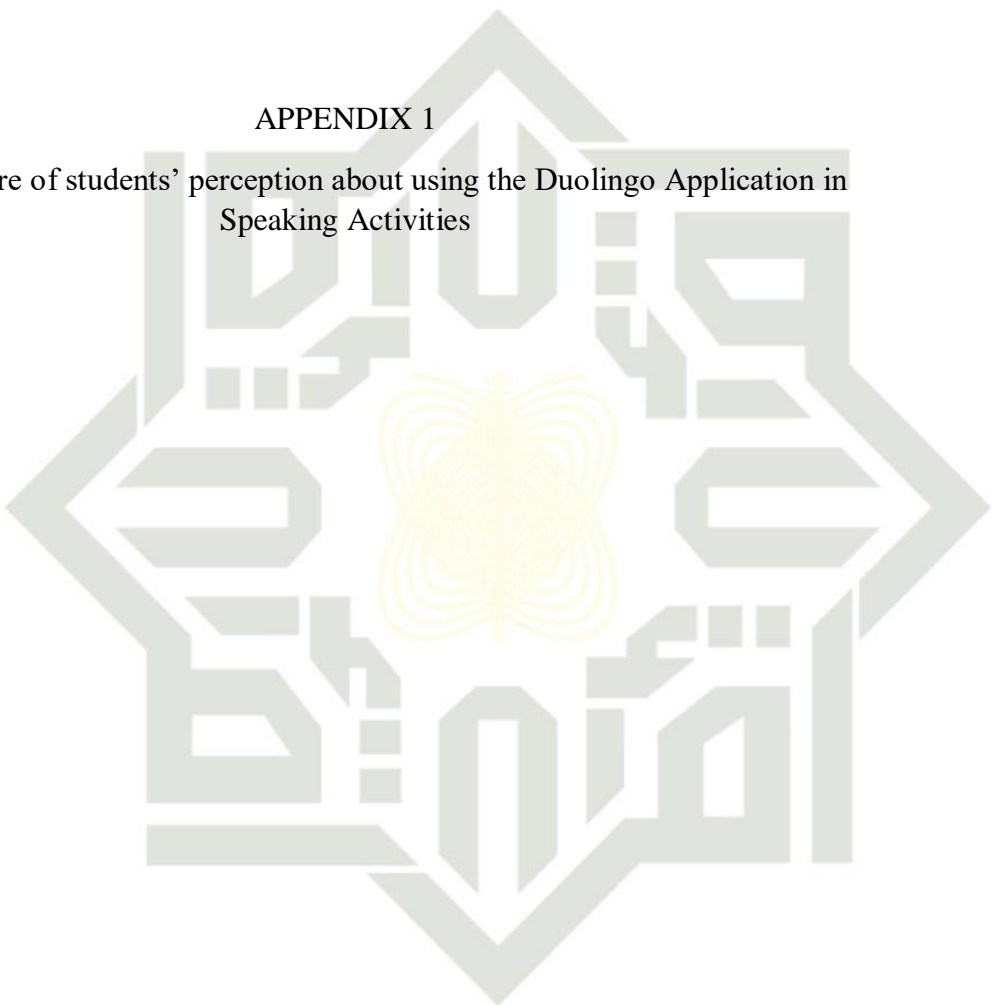 APPENDIX 1
re of students’ perception about using the Duolingo Application in
Speaking Activities